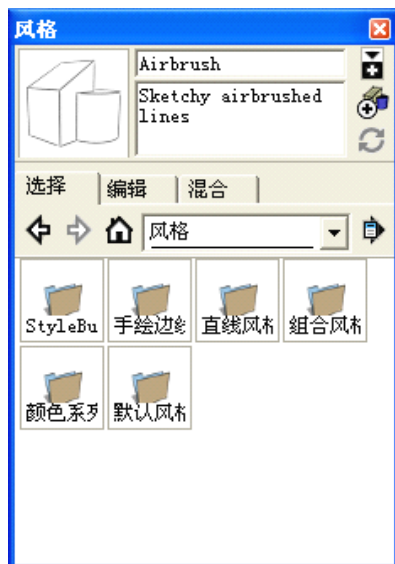 风格
Airbrush
Sketchy airbrushed
lines
选择 编辑 混合
风格
StyleBu 手绘边 直线风 组合风
颜色系 默认风